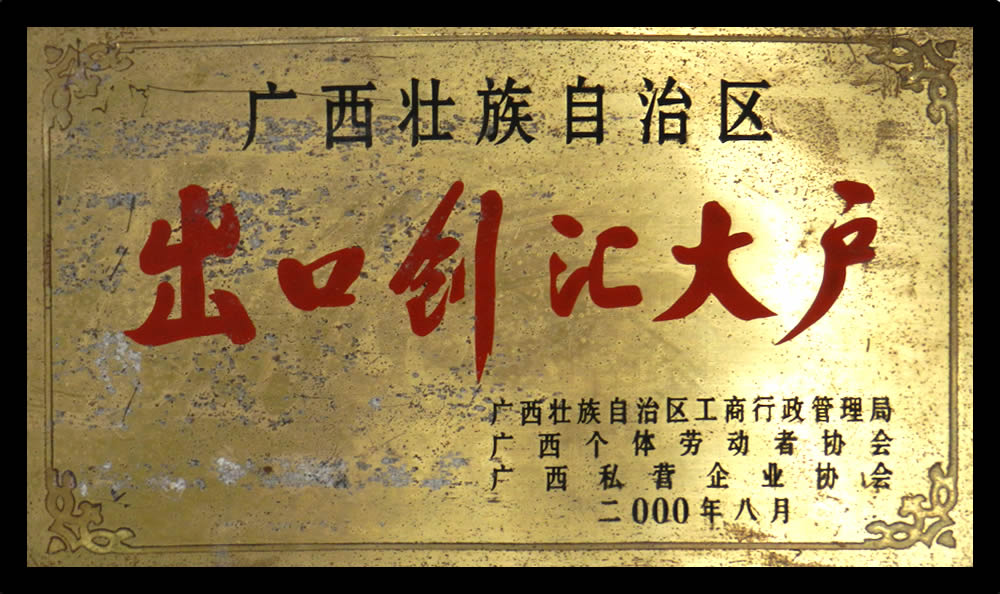 广西壮族自治区
出口创汇大户
广西壮族自治区工商行政管理局
广西个体劳动者协会
广西私营企业协会
二000年八月